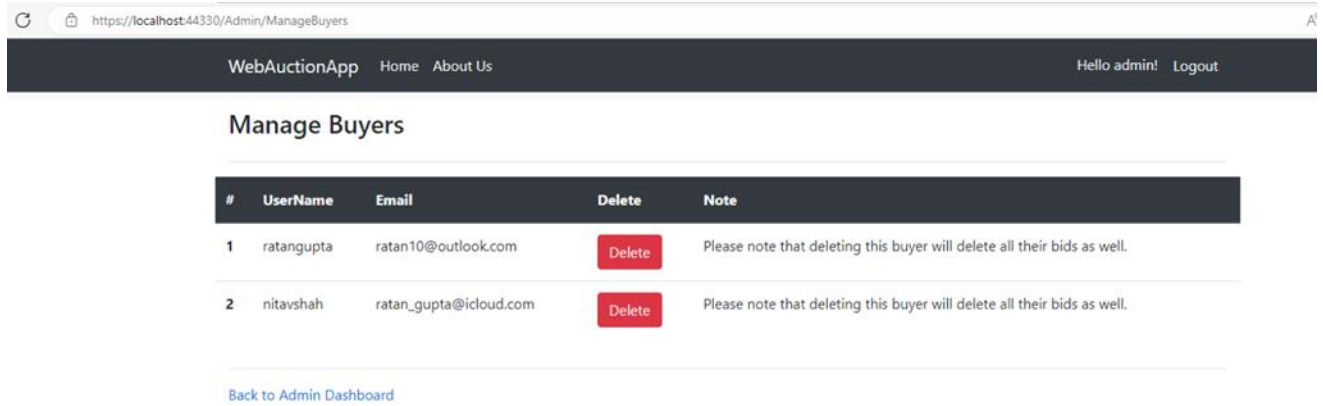 https://localhost:44330/Admin/ManageBuyers
WebAuctionApp Home About Us Hello admin! Logout
Manage Buyers
# UserName Email Delete Note
1 ratangupta ratan10@outlook.com Delete Please note that deleting this buyer will delete all their bids as well.
2 nitavshah ratan_gupta@icloud.com Delete Please note that deleting this buyer will delete all their bids as well.
Back to Admin Dashboard